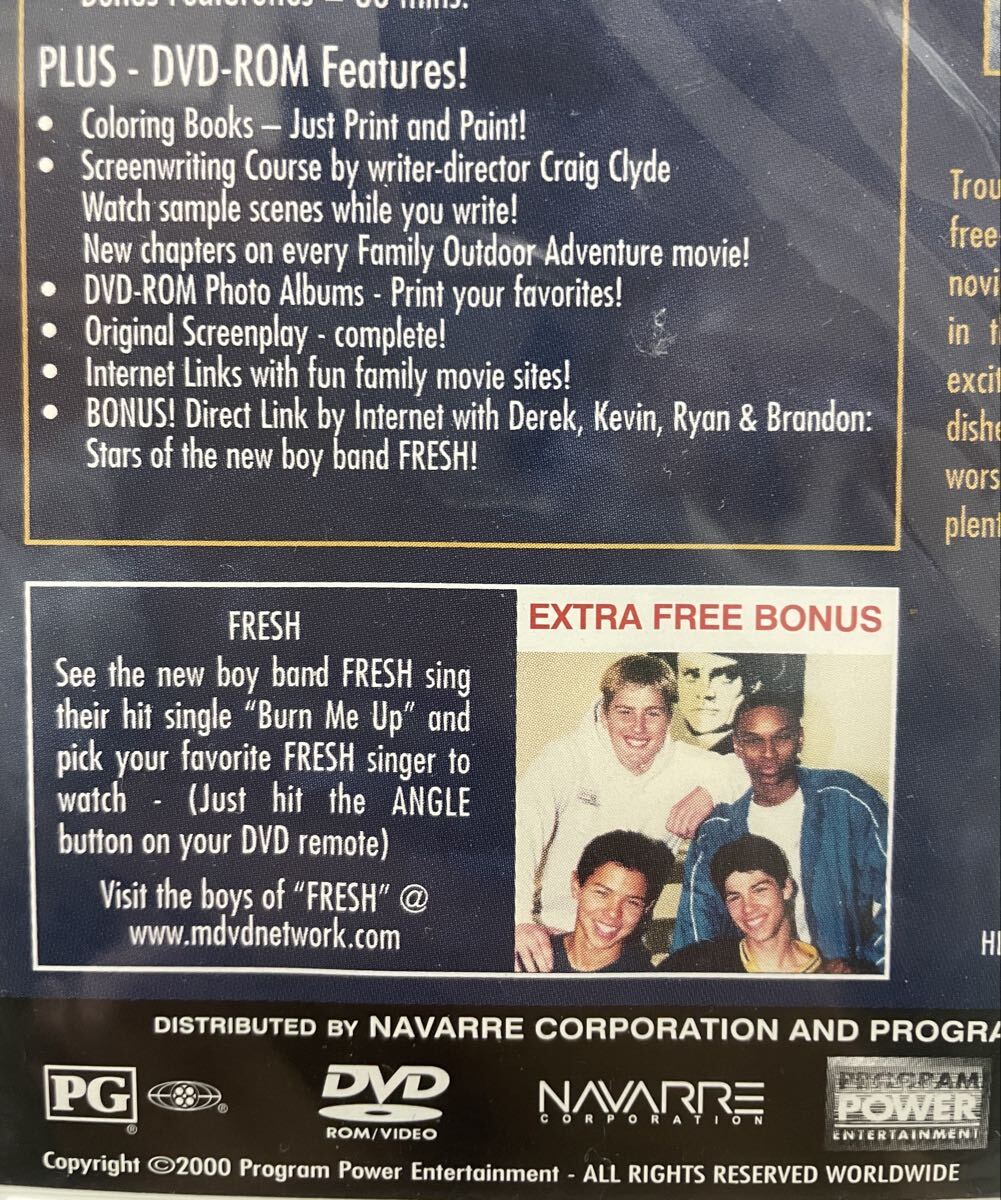 PLUS - DVD-ROM Features!
• Coloring Books – Just Print and Paint!
• Screenwriting Course by writer-director Craig Clyde
Watch sample scenes while you write!
New chapters on every Family Outdoor Adventure movie!
• DVD-ROM Photo Albums - Print your favorites!
• Original Screenplay - complete!
• Internet Links with fun family movie sites!
• BONUS! Direct Link by Internet with Derek, Kevin, Ryan & Brandon:
Stars of the new boy band FRESH!
FRESH
See the new boy band FRESH sing
their hit single "Burn Me Up" and
pick your favorite FRESH singer to
watch - (Just hit the ANGLE
button on your DVD remote)
Visit the boys of "FRESH" @
www.mdvdnetwork.com
EXTRA FREE BONUS
DISTRIBUTED BY NAVARRE CORPORATION AND
PG
®
®
DVD
ROM/VIDEO
NAVARRE
CORPORATION
PROGRAM
POWER
ENTERTAINMENT
Copyright ©2000 Program Power Entertainment - ALL RIGHTS RESERVED WORLDWIDE